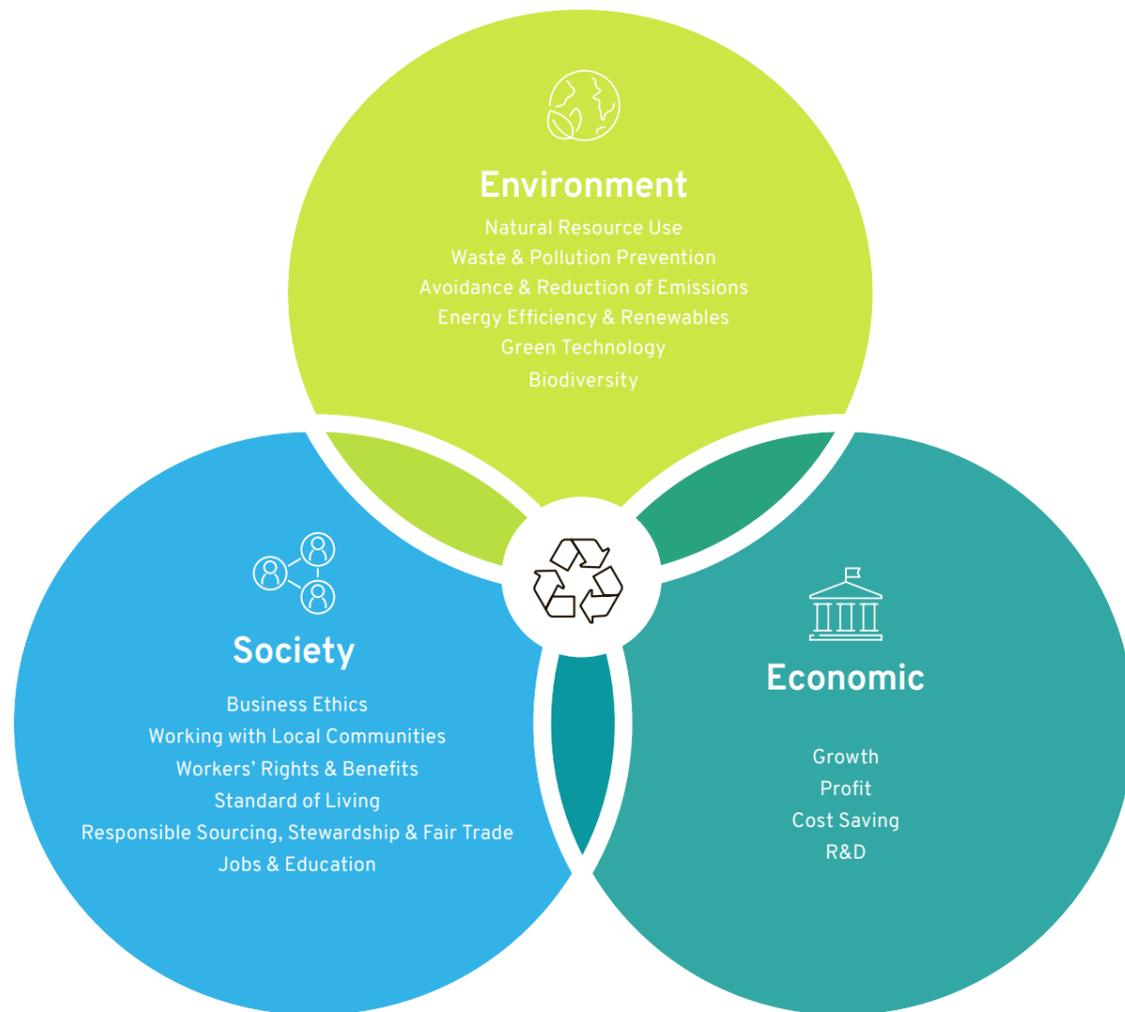 Environment
Natural Resource Use
Waste & Pollution Prevention
Avoidance & Reduction of Emissions
Energy Efficiency & Renewables
Green Technology
Biodiversity
Society
Business Ethics
Working with Local Communities
Workers’ Rights & Benefits
Standard of Living
Responsible Sourcing, Stewardship & Fair Trade
Jobs & Education
Economic
Growth
Profit
Cost Saving
R&D